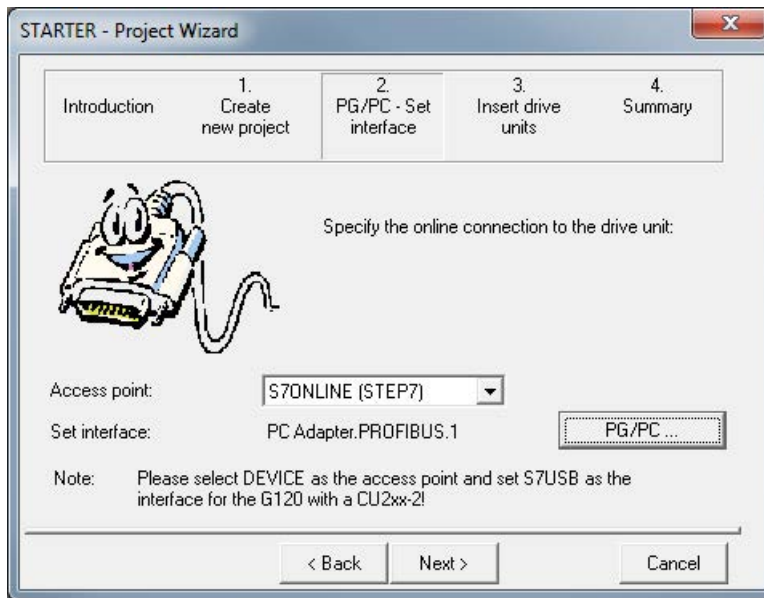 STARTER - Project Wizard
Introduction
1.
Create
new project
2.
PG/PC - Set
interface
3.
Insert drive
units
4.
Summary
Specify the online connection to the drive unit:
Access point: S7ONLINE (STEP7)
Set interface: PC Adapter.PROFIBUS.1 PG/PC ...
Note: Please select DEVICE as the access point and set S7USB as the
interface for the G120 with a CU2xx-2!
< Back Next > Cancel